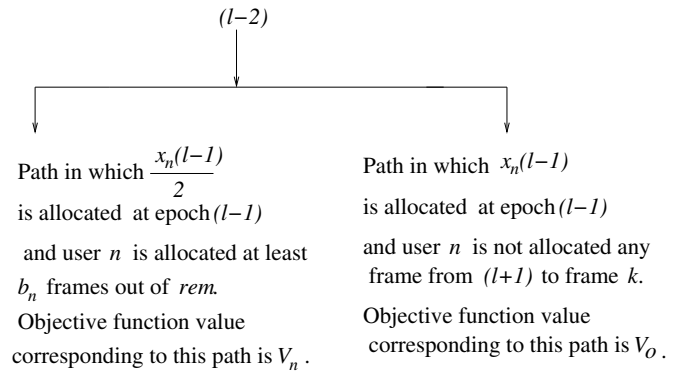 (l−2)
Path in which x_n(l−1)/2
is allocated at epoch (l−1)
and user n is allocated at least
b_n frames out of rem.
Objective function value
corresponding to this path is V_n .
Path in which x_n(l−1)
is allocated at epoch (l−1)
and user n is not allocated any
frame from (l+1) to frame k.
Objective function value
corresponding to this path is V_O .